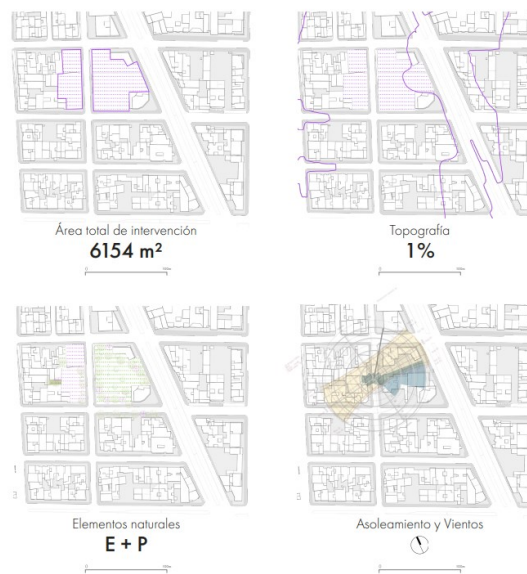 Área total de intervención
6154 m²
Topografía
1%
Elementos naturales
E + P
Asoleamiento y Vientos